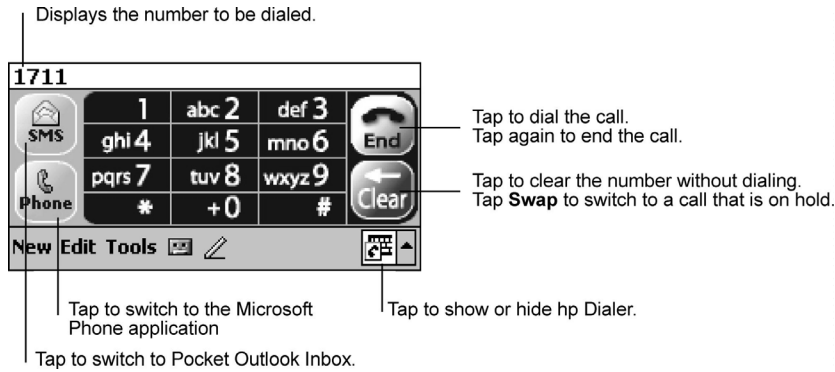 Displays the number to be dialed.
1711
SMS
1
abc 2
def 3
End
ghi 4
jkl 5
mno 6
Phone
pqrs 7
tuv 8
wxyz 9
Clear
*
+0
#
New Edit Tools
Tap to dial the call.
Tap again to end the call.
Tap to clear the number without dialing.
Tap Swap to switch to a call that is on hold.
Tap to switch to the Microsoft
Phone application
Tap to show or hide hp Dialer.
Tap to switch to Pocket Outlook Inbox.